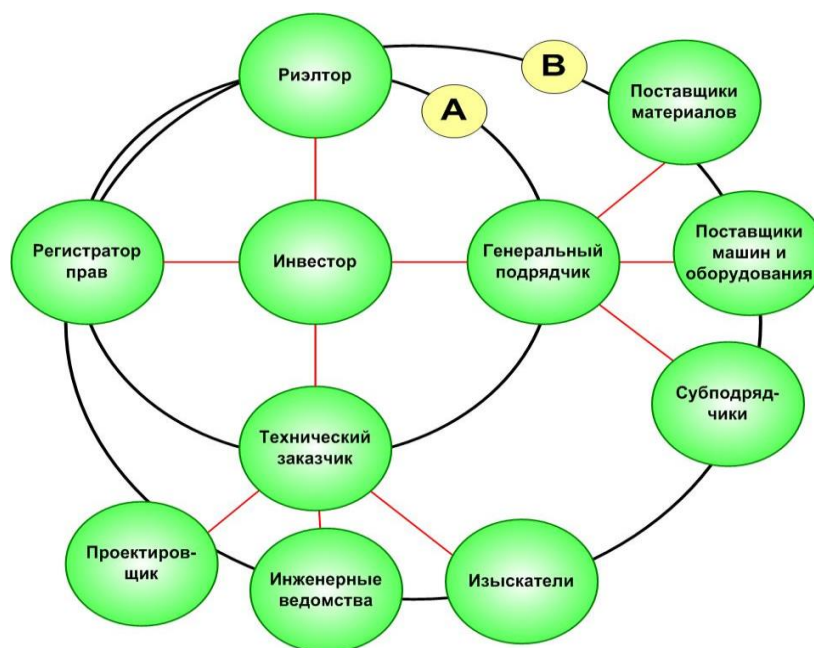 Риэлтор
В
А
Поставщики
материалов
Регистратор
прав
Инвестор
Генеральный
подрядчик
Поставщики
машин и
оборудования
Субподряд-
чики
Технический
заказчик
Проектиров-
щик
Инженерные
ведомства
Изыскатели